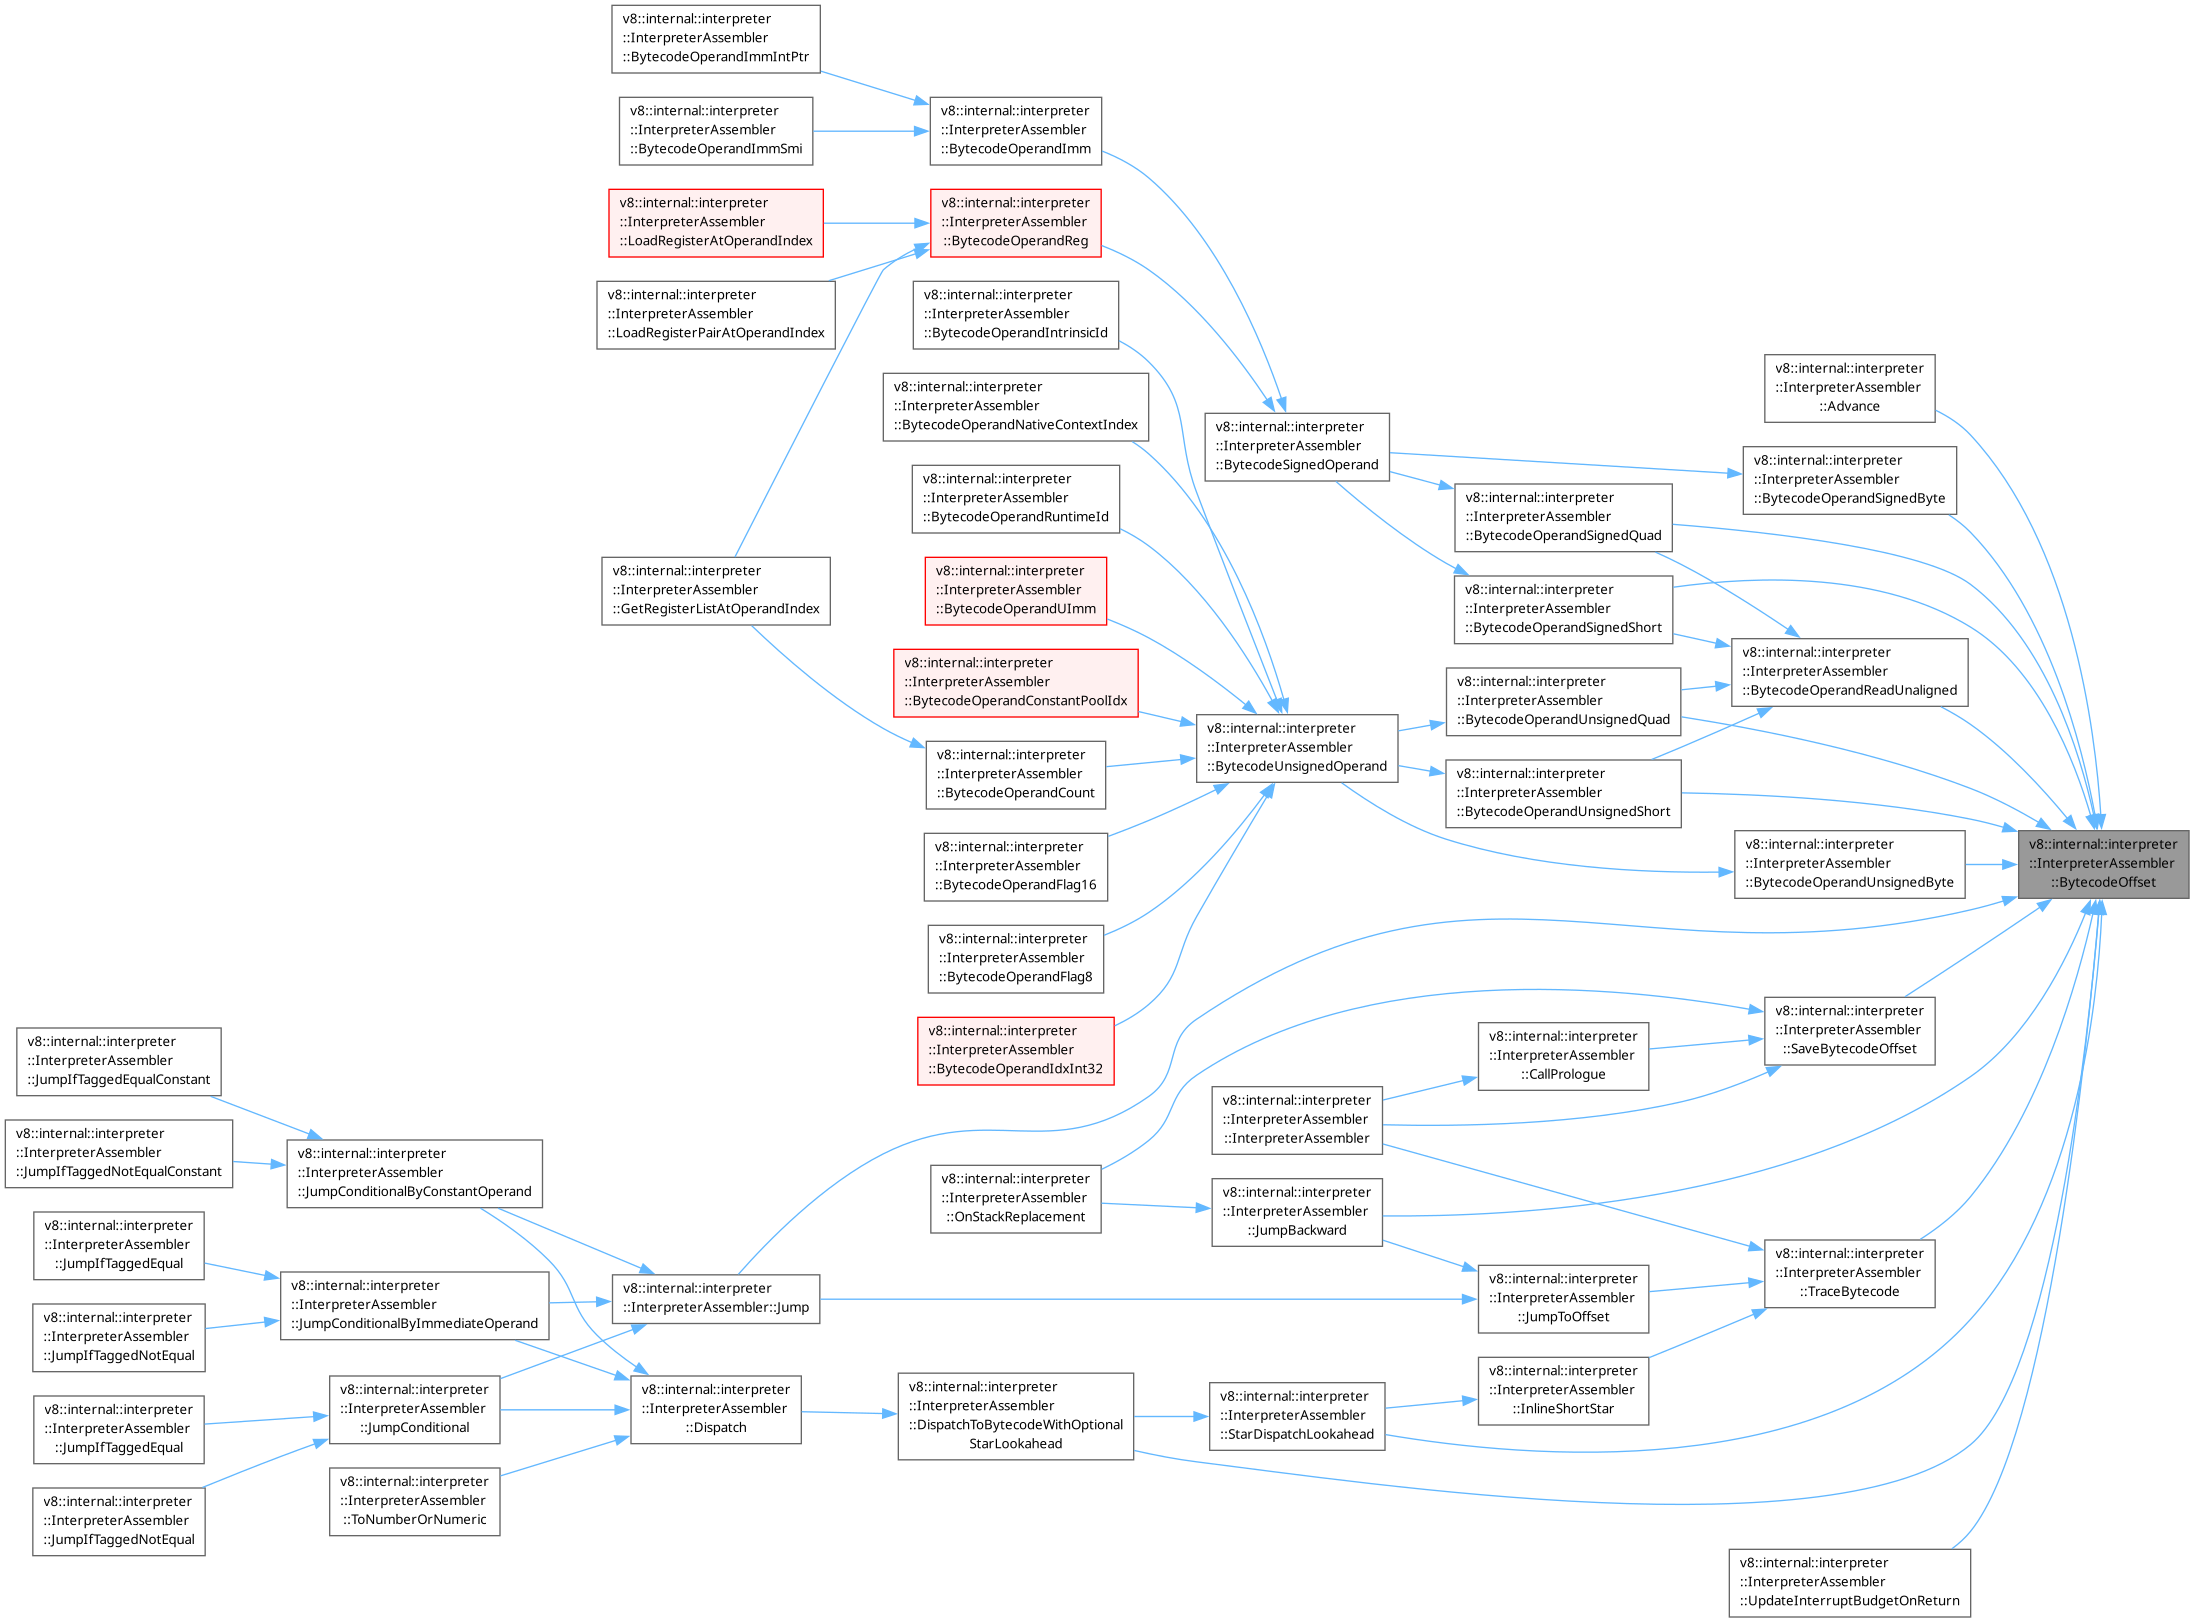 v8::internal::interpreter
::InterpreterAssembler
::BytecodeOperandImmIntPtr
v8::internal::interpreter
::InterpreterAssembler
::BytecodeOperandImmSmi
v8::internal::interpreter
::InterpreterAssembler
::BytecodeOperandImm
v8::internal::interpreter
::InterpreterAssembler
::LoadRegisterAtOperandIndex
v8::internal::interpreter
::InterpreterAssembler
::BytecodeOperandReg
v8::internal::interpreter
::InterpreterAssembler
::LoadRegisterPairAtOperandIndex
v8::internal::interpreter
::InterpreterAssembler
::BytecodeOperandIntrinsicId
v8::internal::interpreter
::InterpreterAssembler
::BytecodeOperandNativeContextIndex
v8::internal::interpreter
::InterpreterAssembler
::BytecodeOperandRuntimeId
v8::internal::interpreter
::InterpreterAssembler
::GetRegisterListAtOperandIndex
v8::internal::interpreter
::InterpreterAssembler
::BytecodeOperandUImm
v8::internal::interpreter
::InterpreterAssembler
::BytecodeOperandConstantPoolIdx
v8::internal::interpreter
::InterpreterAssembler
::BytecodeOperandCount
v8::internal::interpreter
::InterpreterAssembler
::BytecodeOperandFlag16
v8::internal::interpreter
::InterpreterAssembler
::BytecodeOperandFlag8
v8::internal::interpreter
::InterpreterAssembler
::BytecodeOperandIdxInt32
v8::internal::interpreter
::InterpreterAssembler
::BytecodeSignedOperand
v8::internal::interpreter
::InterpreterAssembler
::BytecodeUnsignedOperand
v8::internal::interpreter
::InterpreterAssembler
::Advance
v8::internal::interpreter
::InterpreterAssembler
::BytecodeOperandSignedByte
v8::internal::interpreter
::InterpreterAssembler
::BytecodeOperandSignedQuad
v8::internal::interpreter
::InterpreterAssembler
::BytecodeOperandSignedShort
v8::internal::interpreter
::InterpreterAssembler
::BytecodeOperandReadUnaligned
v8::internal::interpreter
::InterpreterAssembler
::BytecodeOperandUnsignedQuad
v8::internal::interpreter
::InterpreterAssembler
::BytecodeOperandUnsignedShort
v8::internal::interpreter
::InterpreterAssembler
::BytecodeOperandUnsignedByte
v8::internal::interpreter
::InterpreterAssembler
::BytecodeOffset
v8::internal::interpreter
::InterpreterAssembler
::SaveBytecodeOffset
v8::internal::interpreter
::InterpreterAssembler
::CallPrologue
v8::internal::interpreter
::InterpreterAssembler
::InterpreterAssembler
v8::internal::interpreter
::InterpreterAssembler
::OnStackReplacement
v8::internal::interpreter
::InterpreterAssembler
::JumpBackward
v8::internal::interpreter
::InterpreterAssembler
::TraceBytecode
v8::internal::interpreter
::InterpreterAssembler
::JumpToOffset
v8::internal::interpreter
::InterpreterAssembler
::InlineShortStar
v8::internal::interpreter
::InterpreterAssembler
::StarDispatchLookahead
v8::internal::interpreter
::InterpreterAssembler
::DispatchToBytecodeWithOptional
StarLookahead
v8::internal::interpreter
::InterpreterAssembler::Jump
v8::internal::interpreter
::InterpreterAssembler
::Dispatch
v8::internal::interpreter
::InterpreterAssembler
::JumpIfTaggedEqualConstant
v8::internal::interpreter
::InterpreterAssembler
::JumpIfTaggedNotEqualConstant
v8::internal::interpreter
::InterpreterAssembler
::JumpConditionalByConstantOperand
v8::internal::interpreter
::InterpreterAssembler
::JumpIfTaggedEqual
v8::internal::interpreter
::InterpreterAssembler
::JumpIfTaggedNotEqual
v8::internal::interpreter
::InterpreterAssembler
::JumpConditionalByImmediateOperand
v8::internal::interpreter
::InterpreterAssembler
::JumpIfTaggedEqual
v8::internal::interpreter
::InterpreterAssembler
::JumpIfTaggedNotEqual
v8::internal::interpreter
::InterpreterAssembler
::JumpConditional
v8::internal::interpreter
::InterpreterAssembler
::ToNumberOrNumeric
v8::internal::interpreter
::InterpreterAssembler
::UpdateInterruptBudgetOnReturn